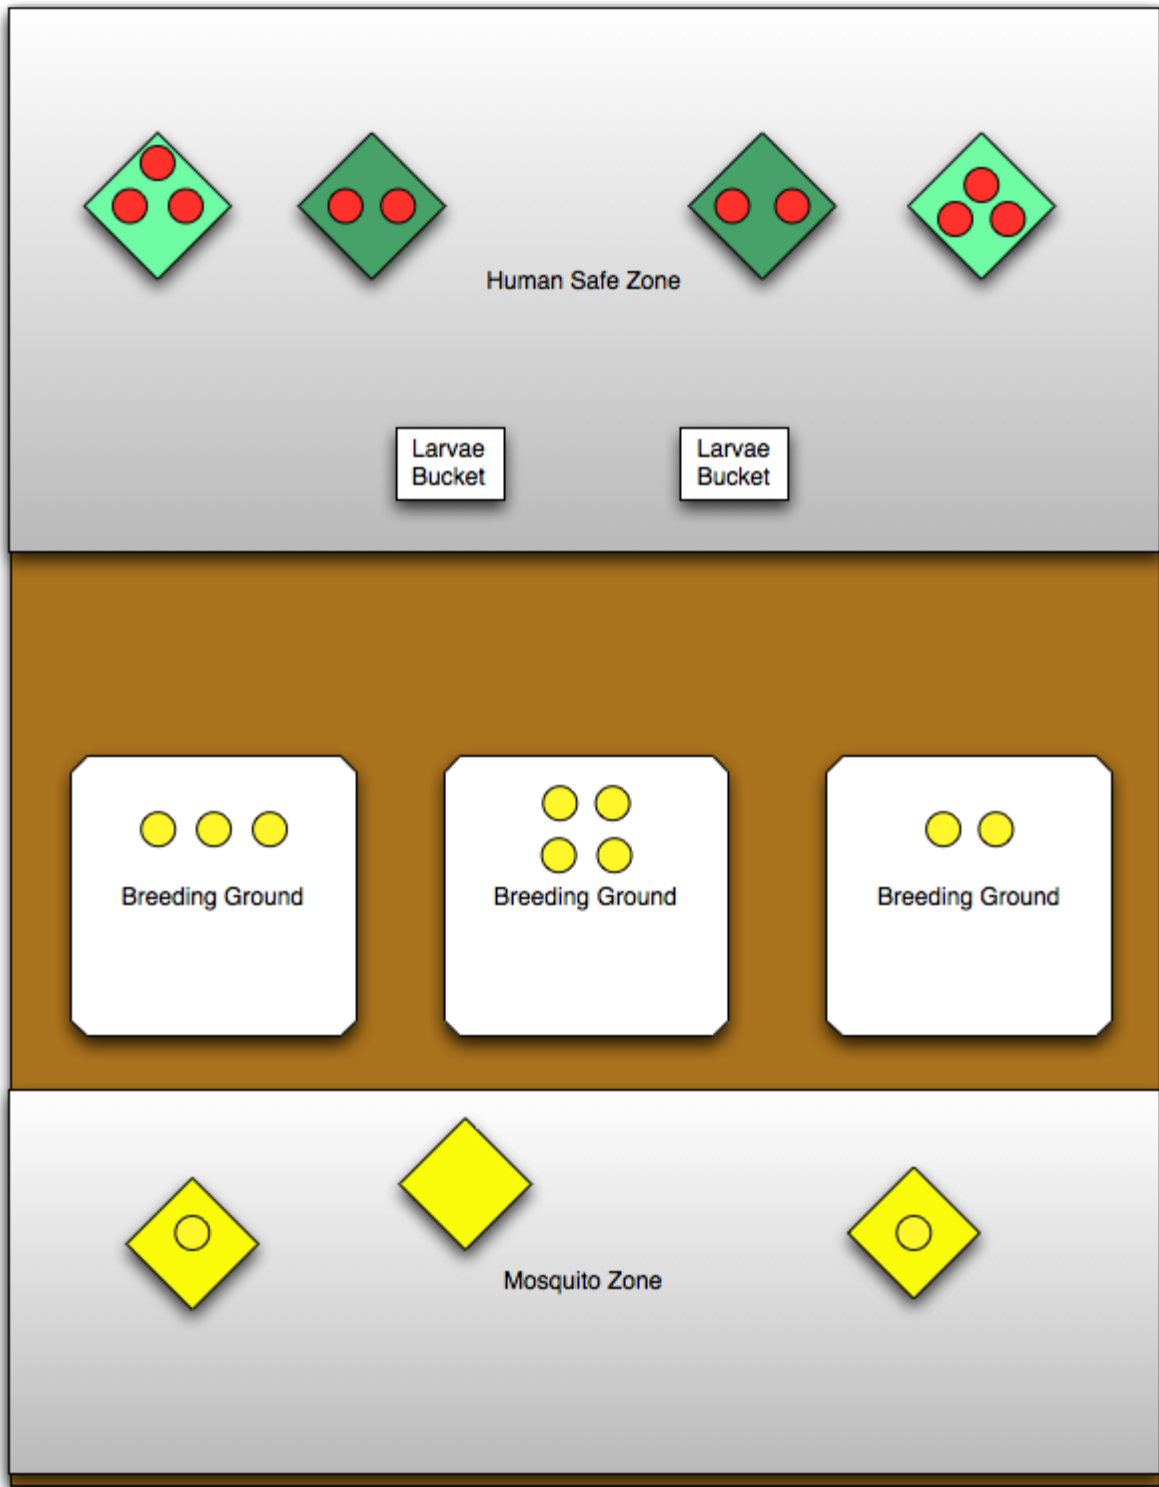 Human Safe Zone
Larvae
Bucket
Larvae
Bucket
Breeding Ground
Breeding Ground
Breeding Ground
Mosquito Zone